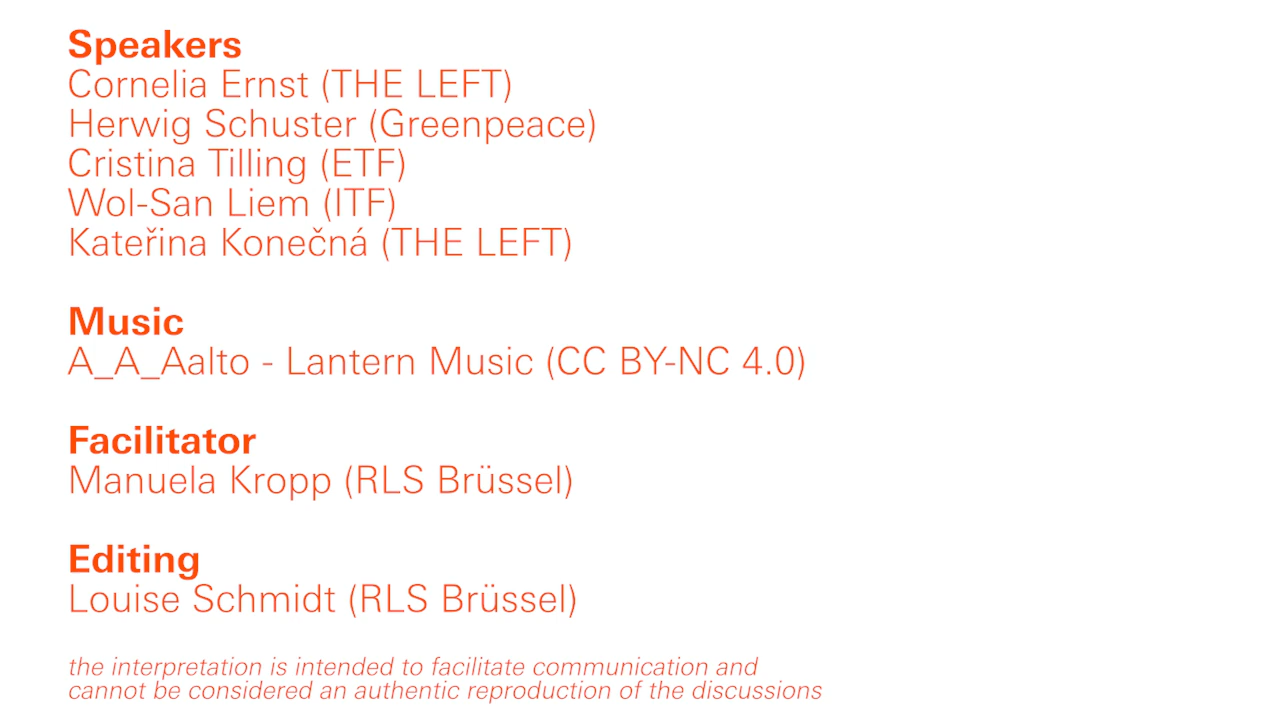 Speakers
Cornelia Ernst (THE LEFT)
Herwig Schuster (Greenpeace)
Cristina Tilling (ETF)
Wol-San Liem (ITF)
Kateřina Konečná (THE LEFT)
Music
A_A_Aalto - Lantern Music (CC BY-NC 4.0)
Facilitator
Manuela Kropp (RLS Brüssel)
Editing
Louise Schmidt (RLS Brüssel)
the interpretation is intended to facilitate communication and
cannot be considered an authentic reproduction of the discussions